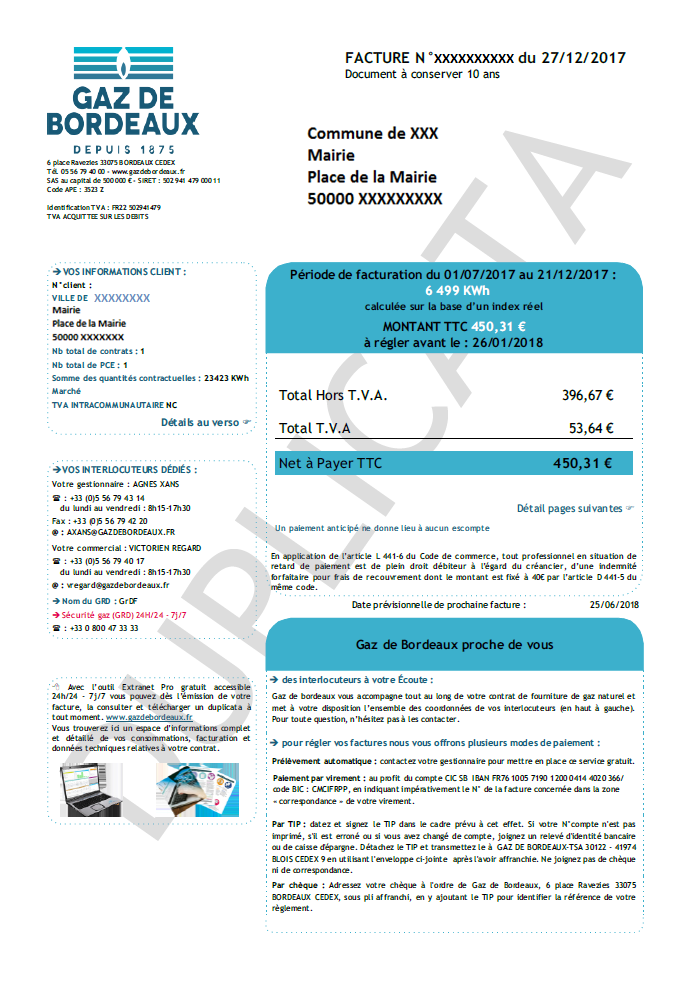 GAZ DE
BORDEAUX
DEPUIS 1875
6 place Ravezies 33075 BORDEAUX CEDEX
Tél. 05 56 79 40 00 - www.gazdebordeaux.fr
SAS au capital de 500 000 € - SIRET : 502 941 479 000 11
Code APE : 3523 Z
Identification TVA : FR22 502941479
TVA ACQUITTEE SUR LES DEBITS
FACTURE N°xxxxxxxxxx du 27/12/2017
Document à conserver 10 ans
Commune de XXX
Mairie
Place de la Mairie
50000 XXXXXXXXX
DUPLICATA
➔ VOS INFORMATIONS CLIENT :
N°client :
VILLE DE XXXXXXXX
Mairie
Place de la Mairie
50000 XXXXXXX
Nb total de contrats : 1
Nb total de PCE : 1
Somme des quantités contractuelles : 23423 KWh
Marché
TVA INTRACOMMUNAUTAIRE NC
Détails au verso ☞
Période de facturation du 01/07/2017 au 21/12/2017 :
6 499 KWh
calculée sur la base d'un index réel
MONTANT TTC 450,31 €
à régler avant le : 26/01/2018
Total Hors T.V.A. 396,67 €
Total T.V.A 53,64 €
Net à Payer TTC 450,31 €
Détail pages suivantes ☞
Un paiement anticipé ne donne lieu à aucun escompte
En application de l'article L 441-6 du Code de commerce, tout professionnel en situation de
retard de paiement est de plein droit débiteur à l'égard du créancier, d'une indemnité
forfaitaire pour frais de recouvrement dont le montant est fixé à 40€ par l'article D 441-5 du
même code.
Date prévisionnelle de prochaine facture : 25/06/2018
➔ VOS INTERLOCUTEURS DÉDIÉS :
Votre gestionnaire : AGNES XANS
☎ : +33 (0)5 56 79 43 14
du lundi au vendredi : 8h15-17h30
Fax : +33 (0)5 56 79 42 20
@ : AXANS@GAZDEBORDEAUX.FR
Votre commercial : VICTORIEN REGARD
☎ : +33 (0)5 56 79 40 17
du lundi au vendredi : 8h15-17h30
@ : vregard@gazdebordeaux.fr
➔ Nom du GRD : GrDF
➔ Sécurité gaz (GRD) 24H/24 - 7j/7
☎ : +33 0 800 47 33 33
Avec l'outil Extranet Pro gratuit accessible
24h/24 - 7j/7 vous pouvez dès l'émission de votre
facture, la consulter et télécharger un duplicata à
tout moment. www.gazdebordeaux.fr
Vous trouverez ici un espace d'informations complet
et détaillé de vos consommations, facturation et
données techniques relatives à votre contrat.
Gaz de Bordeaux proche de vous
➔ des interlocuteurs à votre Écoute :
Gaz de bordeaux vous accompagne tout au long de votre contrat de fourniture de gaz naturel et
met à votre disposition l'ensemble des coordonnées de vos interlocuteurs (en haut à gauche).
Pour toute question, n'hésitez pas à les contacter.
➔ pour régler vos factures nous vous offrons plusieurs modes de paiement :
Prélèvement automatique : contactez votre gestionnaire pour mettre en place ce service gratuit.
Paiement par virement : au profit du compte CIC SB IBAN FR76 1005 7190 1200 0414 4020 366/
code BIC : CMCIFRPP, en indiquant impérativement le N° de la facture concernée dans la zone
« correspondance » de votre virement.
Par TIP : datez et signez le TIP dans le cadre prévu à cet effet. Si votre N°compte n'est pas
imprimé, s'il est erroné ou si vous avez changé de compte, joignez un relevé d'identité bancaire
ou de caisse d'épargne. Détachez le TIP et transmettez le à GAZ DE BORDEAUX-TSA 30122 - 41974
BLOIS CEDEX 9 en utilisant l'enveloppe ci-jointe après l'avoir affranchie. Ne joignez pas de chèque
ni de correspondance.
Par chèque : Adressez votre chèque à l'ordre de Gaz de Bordeaux, 6 place Ravezies 33075
BORDEAUX CEDEX, sous pli affranchi, en y ajoutant le TIP pour identifier la référence de votre
règlement.